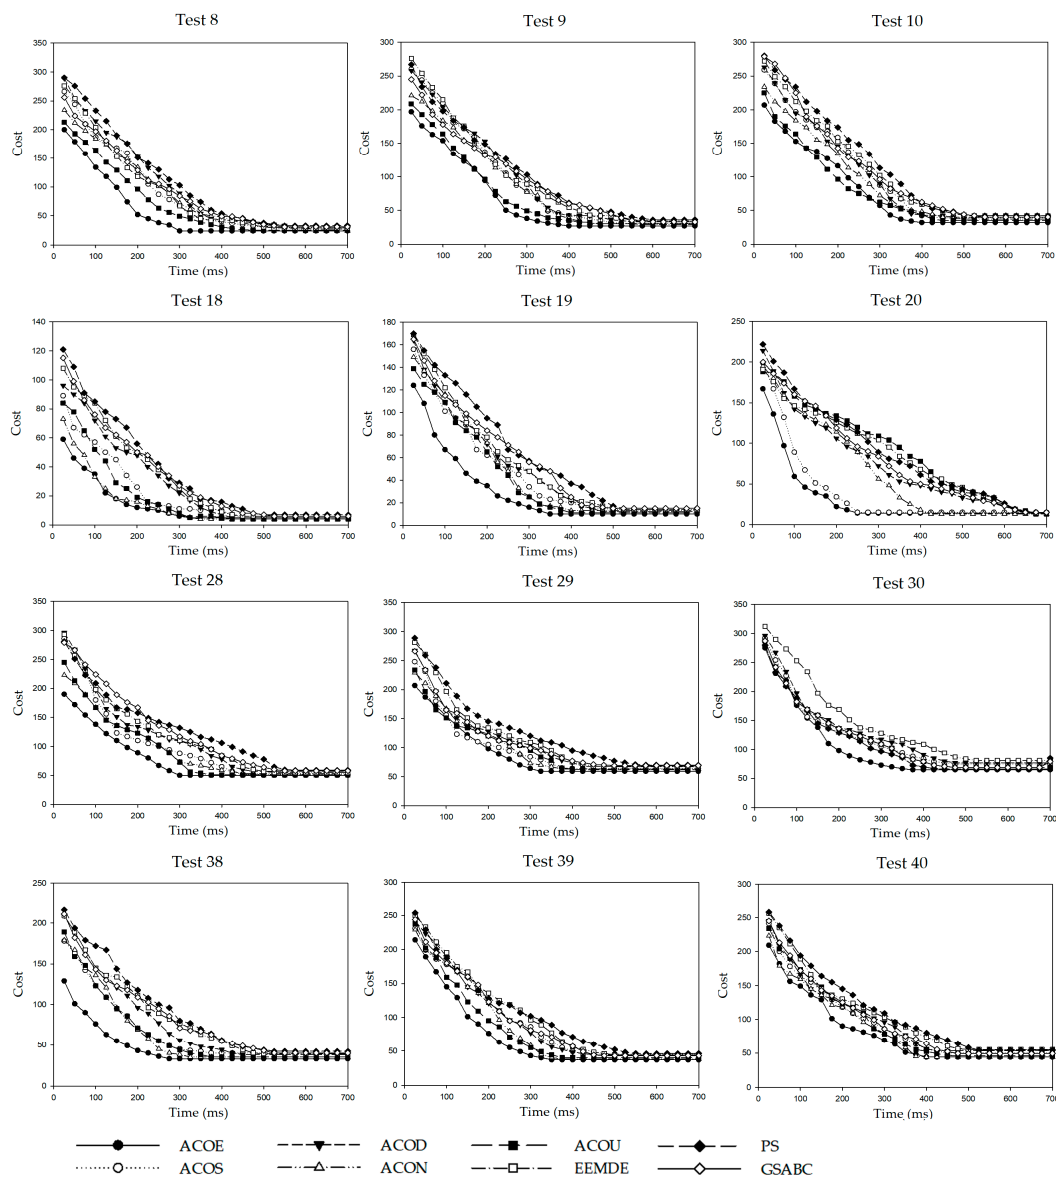 Test 8
Test 9
Test 10
350
300
250
200
150
100
50
0
Cost
0 100 200 300 400 500 600 700
Time (ms)
300
250
200
150
100
50
0
Cost
0 100 200 300 400 500 600 700
Time (ms)
300
250
200
150
100
50
0
Cost
0 100 200 300 400 500 600 700
Time (ms)
Test 18
Test 19
Test 20
140
120
100
80
60
40
20
0
Cost
0 100 200 300 400 500 600 700
Time (ms)
180
160
140
120
100
80
60
40
20
0
Cost
0 100 200 300 400 500 600 700
Time (ms)
250
200
150
100
50
0
Cost
0 100 200 300 400 500 600 700
Time (ms)
Test 28
Test 29
Test 30
350
300
250
200
150
100
50
0
Cost
0 100 200 300 400 500 600 700
Time (ms)
350
300
250
200
150
100
50
0
Cost
0 100 200 300 400 500 600 700
Time (ms)
350
300
250
200
150
100
50
0
Cost
0 100 200 300 400 500 600 700
Time (ms)
Test 38
Test 39
Test 40
250
200
150
100
50
0
Cost
0 100 200 300 400 500 600 700
Time (ms)
300
250
200
150
100
50
0
Cost
0 100 200 300 400 500 600 700
Time (ms)
300
250
200
150
100
50
0
Cost
0 100 200 300 400 500 600 700
Time (ms)
ACOE ACOD ACOU PS
ACOS ACON EEMDE GSABC